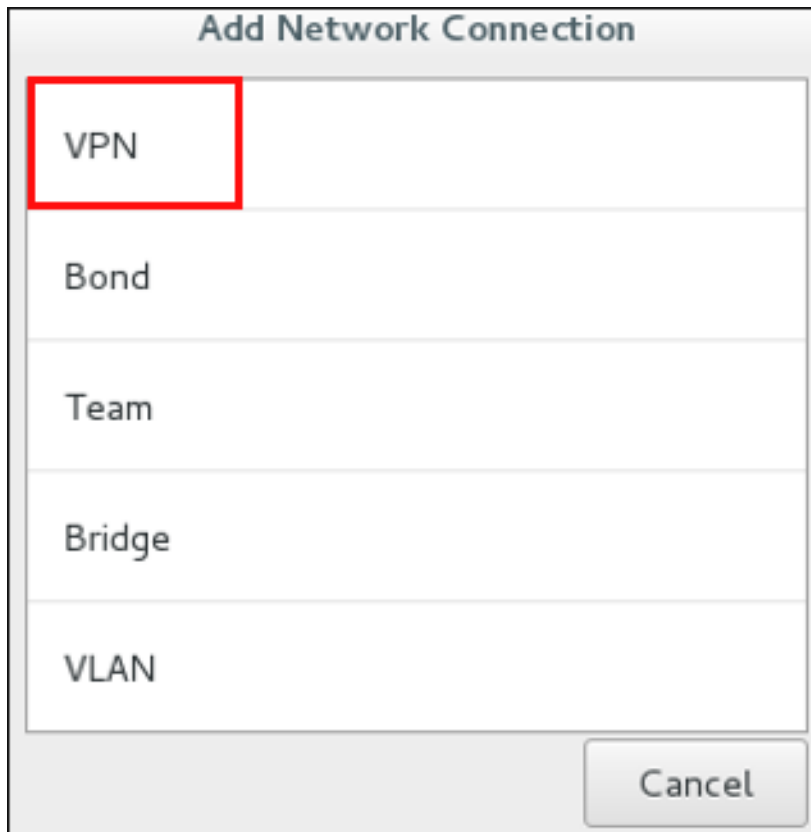 Add Network Connection
VPN
Bond
Team
Bridge
VLAN
Cancel